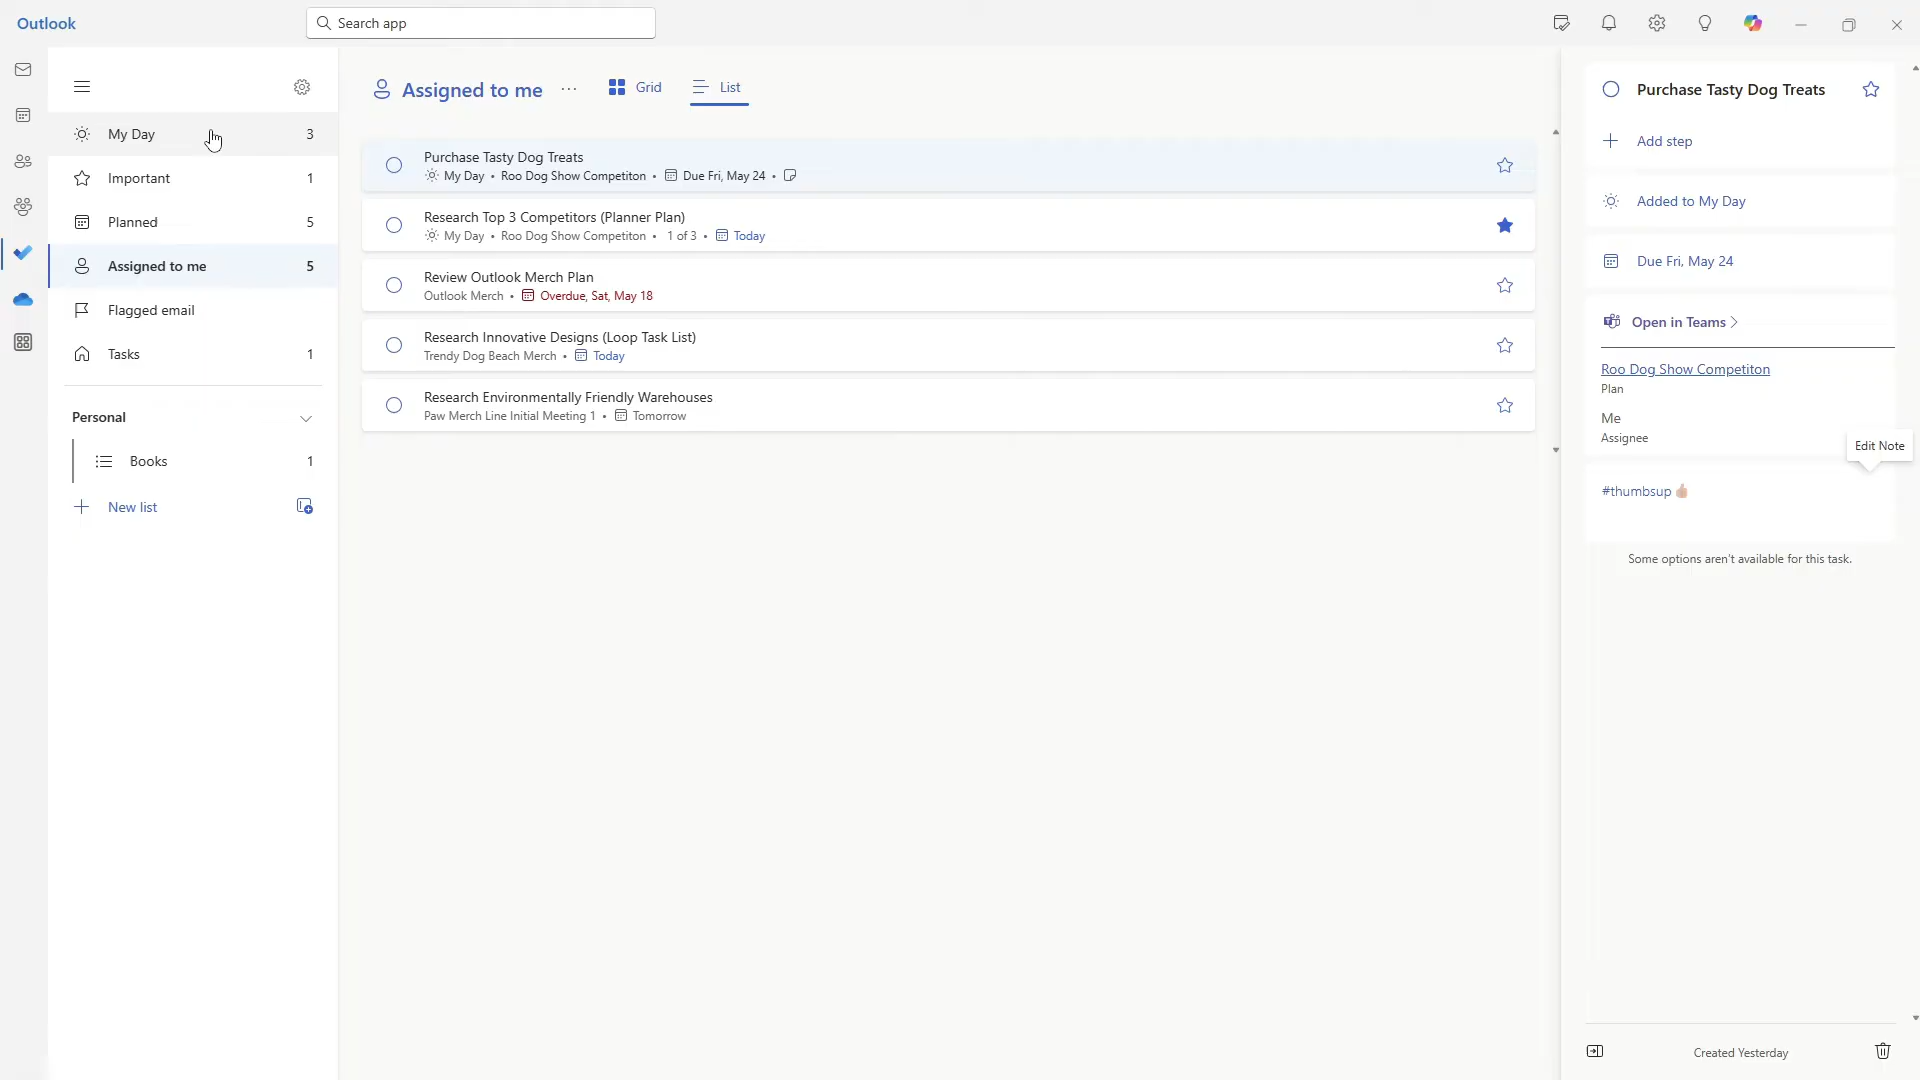 Outlook
Search app
My Day 3
Important 1
Planned 5
Assigned to me 5
Flagged email
Tasks 1
Personal
Books 1
New list
Assigned to me ... Grid List
Purchase Tasty Dog Treats
My Day • Roo Dog Show Competiton • Due Fri, May 24 •
Research Top 3 Competitors (Planner Plan)
My Day • Roo Dog Show Competiton • 1 of 3 • Today
Review Outlook Merch Plan
Outlook Merch • Overdue, Sat, May 18
Research Innovative Designs (Loop Task List)
Trendy Dog Beach Merch • Today
Research Environmentally Friendly Warehouses
Paw Merch Line Initial Meeting 1 • Tomorrow
Purchase Tasty Dog Treats
Add step
Added to My Day
Due Fri, May 24
Open in Teams
Roo Dog Show Competiton
Plan
Me
Assignee
Edit Note
#thumbsup 👍🏼
Some options aren't available for this task.
Created Yesterday